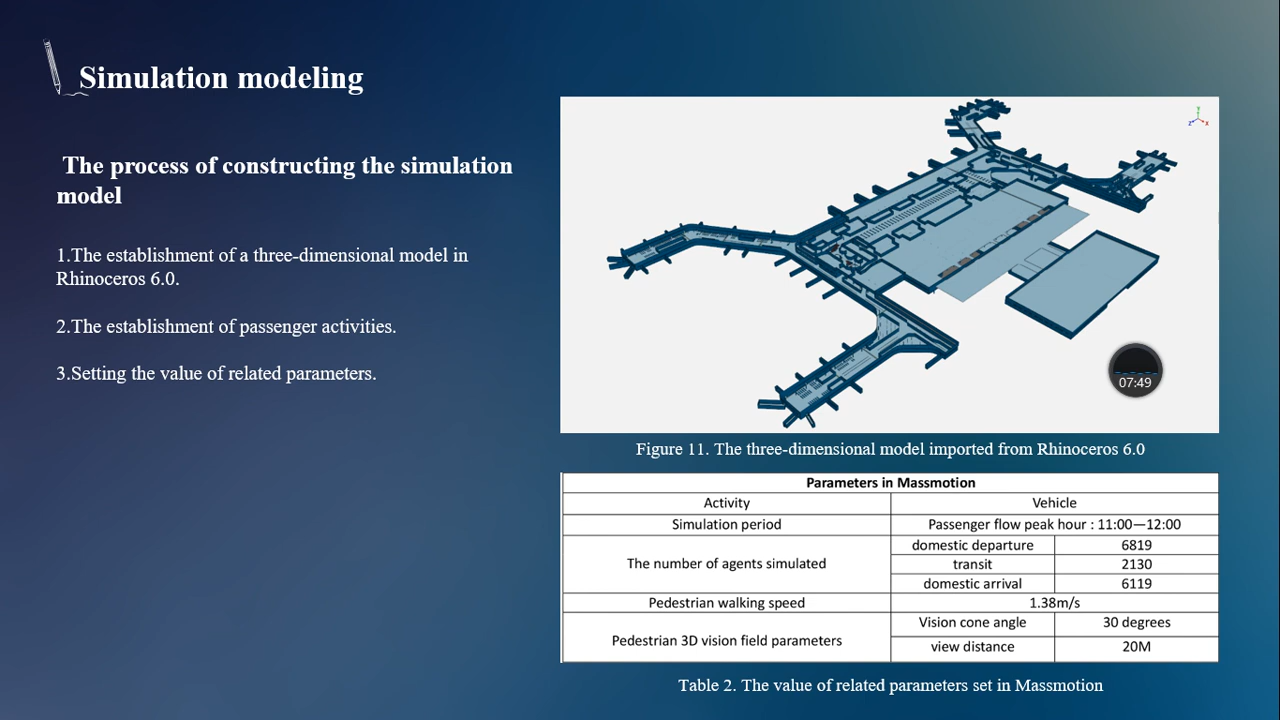 Simulation modeling
The process of constructing the simulation
model
1.The establishment of a three-dimensional model in
Rhinoceros 6.0.
2.The establishment of passenger activities.
3.Setting the value of related parameters.
Y
Z X
07:49
Figure 11. The three-dimensional model imported from Rhinoceros 6.0
Parameters in Massmotion
Activity Vehicle
Simulation period Passenger flow peak hour : 11:00—12:00
The number of agents simulated
domestic departure 6819
transit 2130
domestic arrival 6119
Pedestrian walking speed 1.38m/s
Pedestrian 3D vision field parameters
Vision cone angle 30 degrees
view distance 20M
Table 2. The value of related parameters set in Massmotion